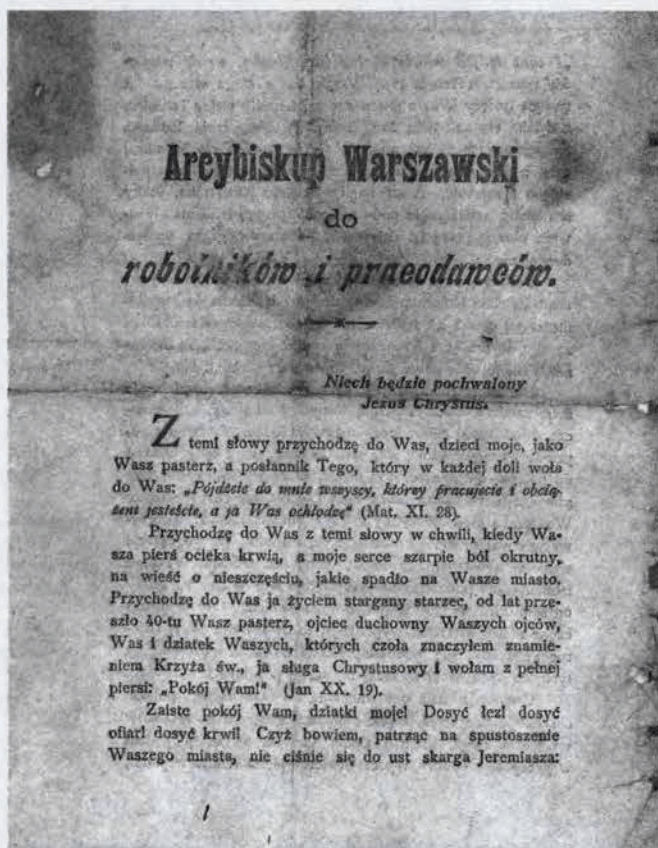 Arcybiskup Warszawski
do
robotników i pracodawców.
Niech będzie pochwalony
Jezus Chrystus.
Z temi słowy przychodzę do Was, dzieci moje, jako
Wasz pasterz, a posłannik Tego, który w każdej doli woła
do Was: „Pójdźcie do mnie wszyscy, którzy pracujecie i obcią-
żeni jesteście, a ja Was ochłodzę" (Mat. XI. 28).
Przychodzę do Was z temi słowy w chwili, kiedy Wa-
sza pierś ocieka krwią, a moje serce szarpie ból okrutny,
na wieść o nieszczęściu, jakie spadło na Wasze miasto.
Przychodzę do Was ja życiem stargany starzec, od lat prze-
szło 40-tu Wasz pasterz, ojciec duchowny Waszych ojców,
Was i dziatek Waszych, których czoła znaczyłem znamie-
niem Krzyża św., ja sługa Chrystusowy i wołam z pełnej
piersi: „Pokój Wam!" (Jan XX. 19).
Zaiste pokój Wam, dziatki moje! Dosyć łez! dosyć
ofiar! dosyć krwi! Czyż bowiem, patrząc na spustoszenie
Waszego miasta, nie ciśnie się do ust skarga Jeremiasza: